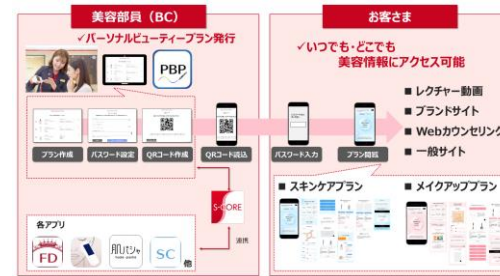 美容部員（BC）
✓パーソナルビューティープラン発行
PBP
プラン作成
パスワード設定
QRコード作成
QRコード読込
S-CORE
連携
各アプリ
FD
肌パシャ
SC
他
お客さま
✓いつでも・どこでも
美容情報にアクセス可能
パスワード入力
プラン閲覧
■ レクチャー動画
■ ブランドサイト
■ Webカウンセリング
■ 一般サイト
■ スキンケアプラン
■ メイクアッププラン